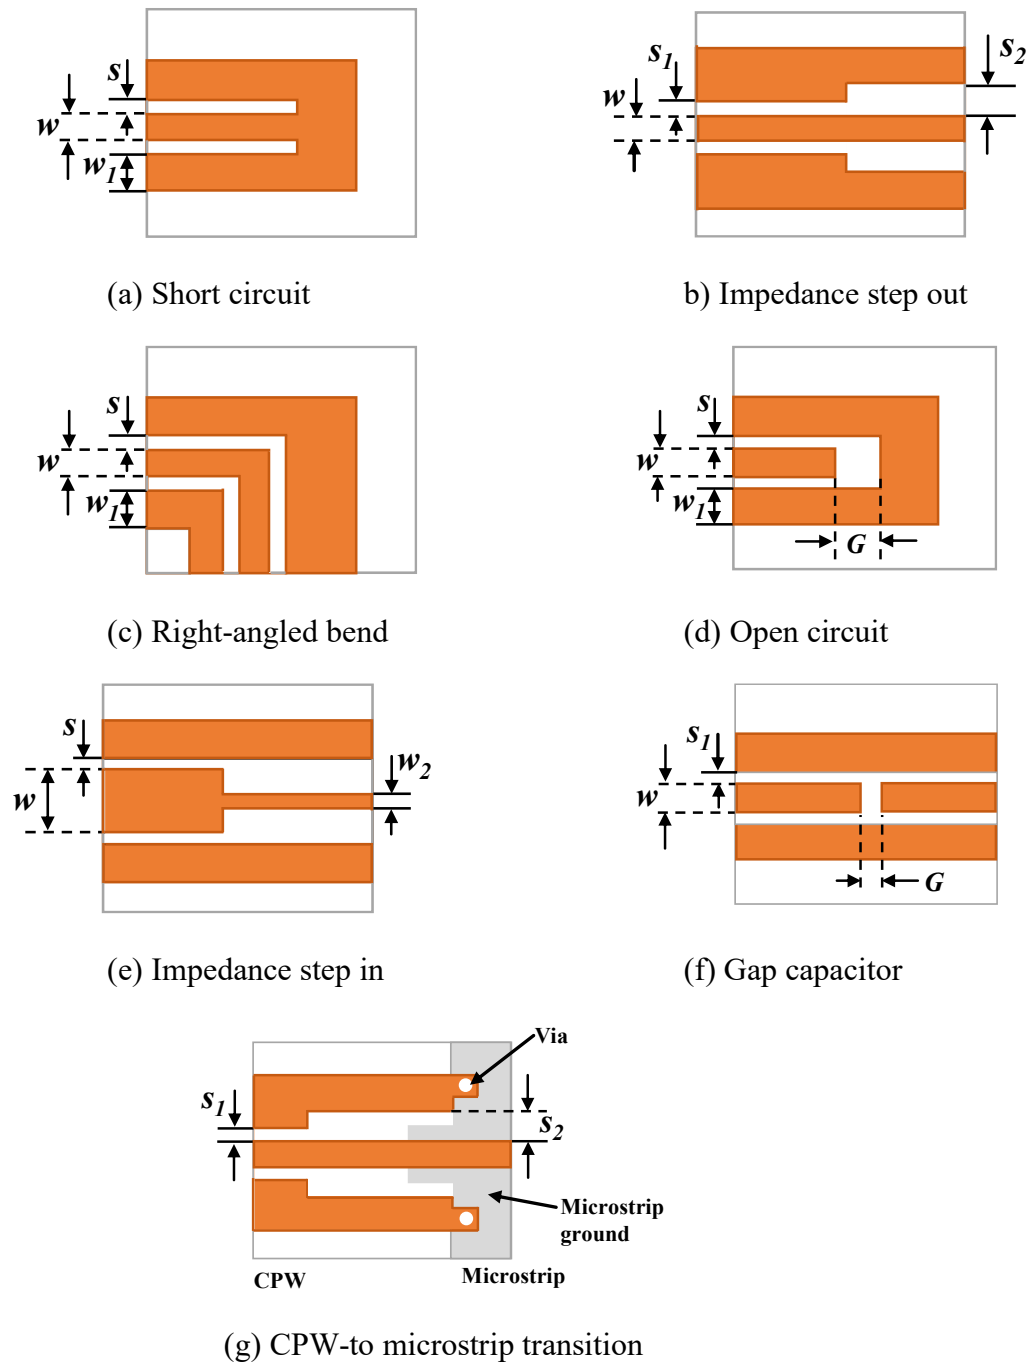 s
w
w1
(a) Short circuit
s1
s2
w
b) Impedance step out
s
w
w1
(c) Right-angled bend
s
w
w1
G
(d) Open circuit
s
w
w2
(e) Impedance step in
s1
w
G
(f) Gap capacitor
Via
s1
s2
Microstrip
ground
CPW
Microstrip
(g) CPW-to microstrip transition